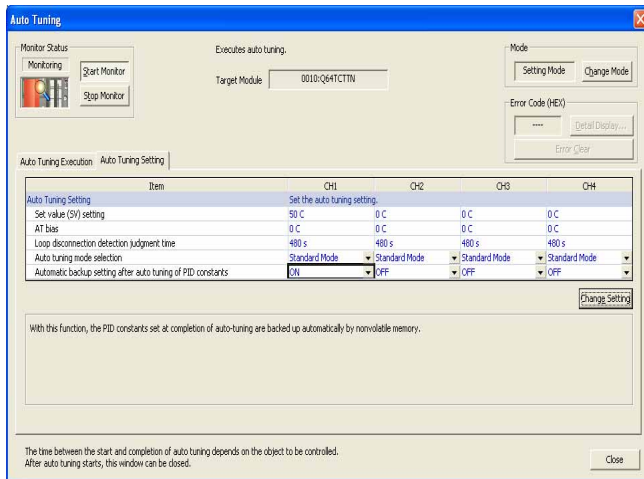 Auto Tuning
Monitor Status
Monitoring
Start Monitor
Stop Monitor
Executes auto tuning.
Target Module 0010:Q64TCTTN
Mode
Setting Mode Change Mode
Error Code (HEX)
---- Detail Display...
Error Clear
Auto Tuning Execution Auto Tuning Setting
Item CH1 CH2 CH3 CH4
Auto Tuning Setting Set the auto tuning setting.
Set value (SV) setting 50 C 0 C 0 C 0 C
AT bias 0 C 0 C 0 C 0 C
Loop disconnection detection judgment time 480 s 480 s 480 s 480 s
Auto tuning mode selection Standard Mode Standard Mode Standard Mode Standard Mode
Automatic backup setting after auto tuning of PID constants ON OFF OFF OFF
Change Setting
With this function, the PID constants set at completion of auto-tuning are backed up automatically by nonvolatile memory.
The time between the start and completion of auto tuning depends on the object to be controlled.
After auto tuning starts, this window can be closed.
Close